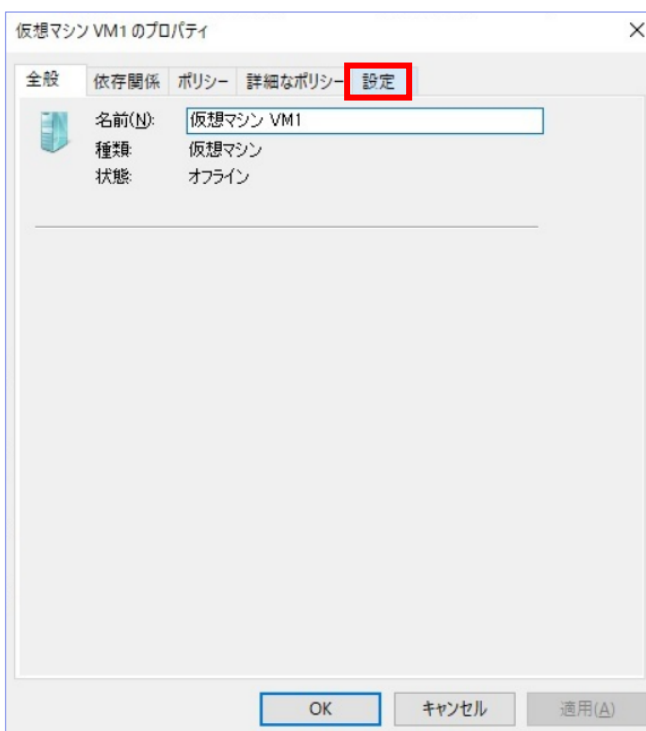 仮想マシン VM1 のプロパティ
全般 依存関係 ポリシー 詳細なポリシー 設定
名前(N): 仮想マシン VM1
種類: 仮想マシン
状態: オフライン
OK キャンセル 適用(A)